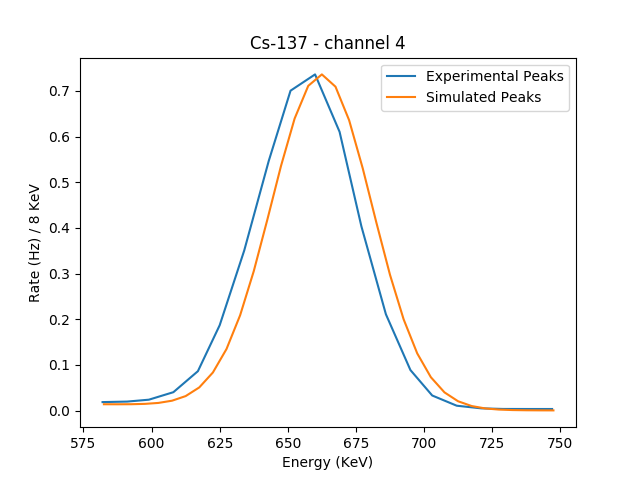 Cs-137 - channel 4
Experimental Peaks
Simulated Peaks
Rate (Hz) / 8 KeV
0.7
0.6
0.5
0.4
0.3
0.2
0.1
0.0
575 600 625 650 675 700 725 750
Energy (KeV)